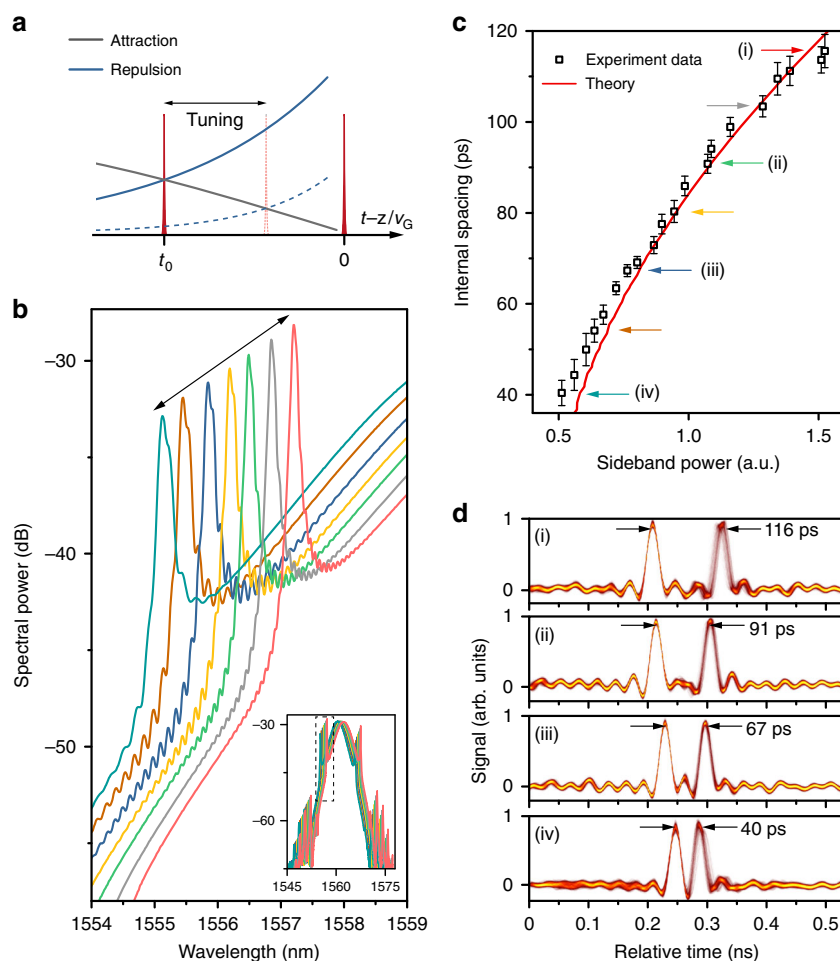 a
Attraction
Repulsion
Tuning
t–z/vG
t0
0
b
Spectral power (dB)
–30
–40
–50
1554
1555
1556
1557
1558
1559
Wavelength (nm)
–30
–60
1545
1560
1575
c
Internal spacing (ps)
120
100
80
60
40
Experiment data
Theory
(i)
(ii)
(iii)
(iv)
0.5
1.0
1.5
Sideband power (a.u.)
d
Signal (arb. units)
1
(i)
116 ps
0
1
(ii)
91 ps
0
1
(iii)
67 ps
0
1
(iv)
40 ps
0
0
0.1
0.2
0.3
0.4
0.5
Relative time (ns)